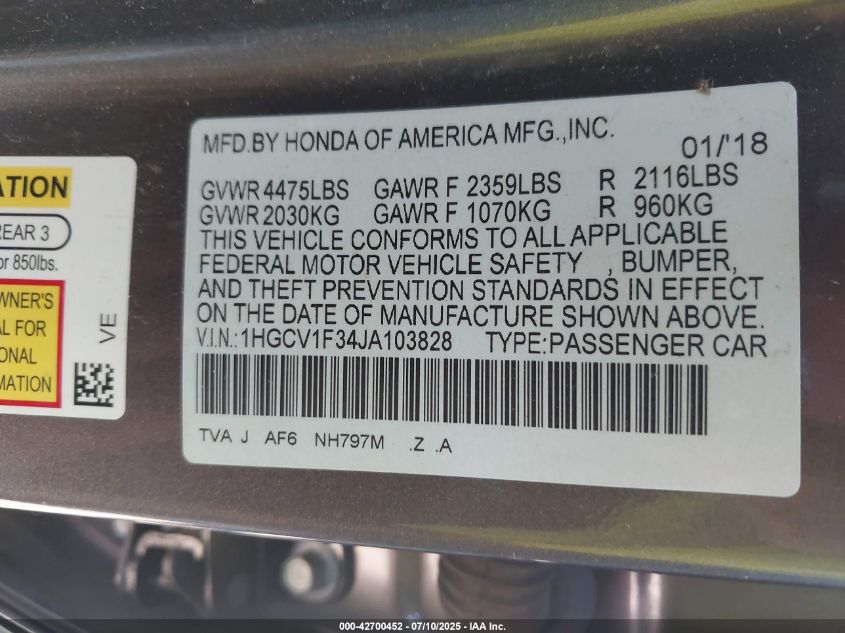 ATION
REAR 3
or 850lbs.
WNER'S
AL FOR
ONAL
MATION
VE
MFD.BY HONDA OF AMERICA MFG.,INC.
01/'18
GVWR 4475LBS GAWR F 2359LBS R 2116LBS
GVWR 2030KG GAWR F 1070KG R 960KG
THIS VEHICLE CONFORMS TO ALL APPLICABLE
FEDERAL MOTOR VEHICLE SAFETY , BUMPER,
AND THEFT PREVENTION STANDARDS IN EFFECT
ON THE DATE OF MANUFACTURE SHOWN ABOVE.
V.I.N.:1HGCV1F34JA103828 TYPE:PASSENGER CAR
TVA J AF6 NH797M .Z .A
000-42700452 - 07/10/2025 - IAA Inc.